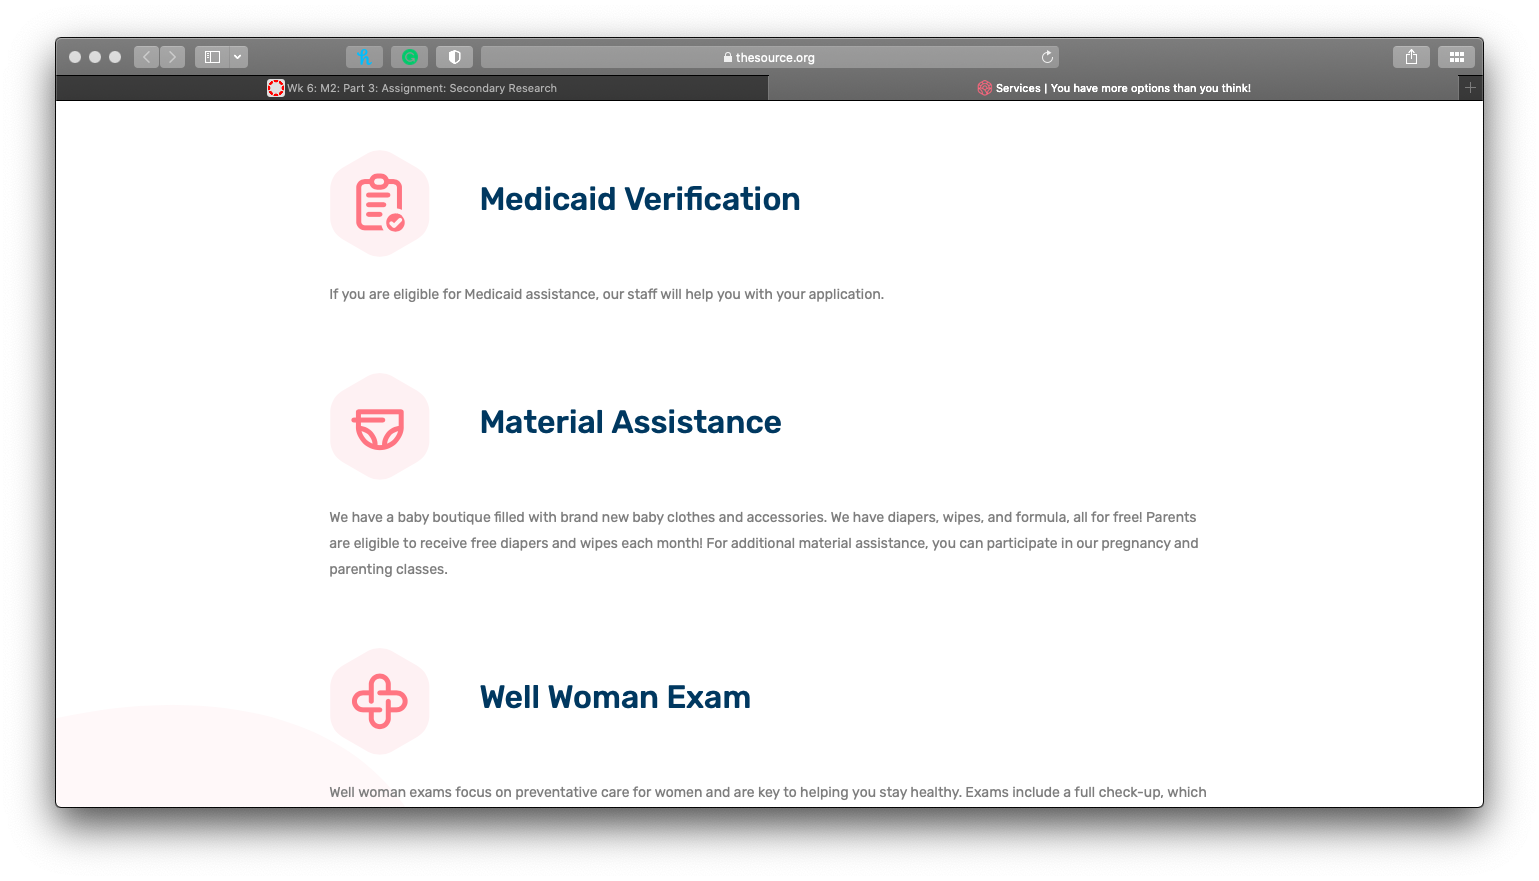 thesource.org
Wk 6: M2: Part 3: Assignment: Secondary Research
Services | You have more options than you think!
Medicaid Verification
If you are eligible for Medicaid assistance, our staff will help you with your application.
Material Assistance
We have a baby boutique filled with brand new baby clothes and accessories. We have diapers, wipes, and formula, all for free! Parents
are eligible to receive free diapers and wipes each month! For additional material assistance, you can participate in our pregnancy and
parenting classes.
Well Woman Exam
Well woman exams focus on preventative care for women and are key to helping you stay healthy. Exams include a full check-up, which